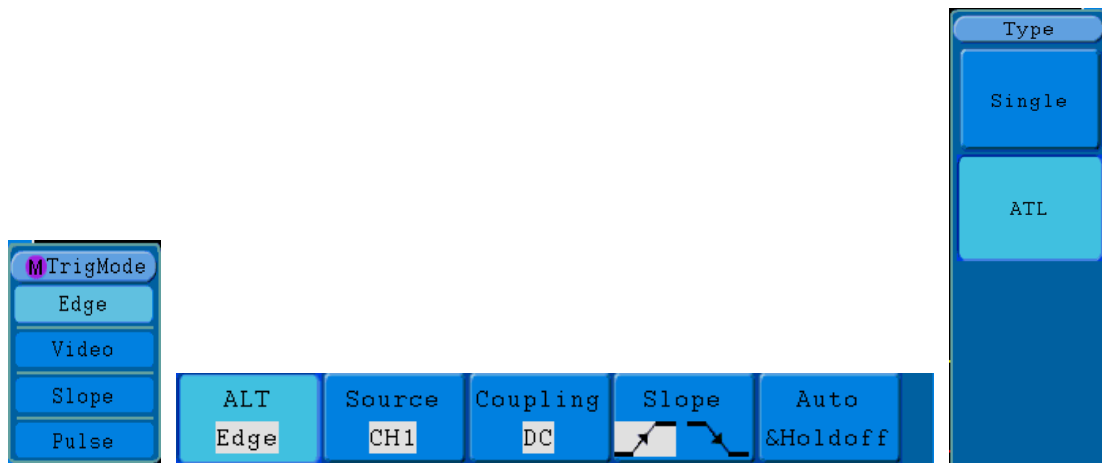 MTrigMode
Edge
Video
Slope
Pulse
ALT
Edge
Source
CH1
Coupling
DC
Slope
Auto
&Holdoff
Type
Single
ATL